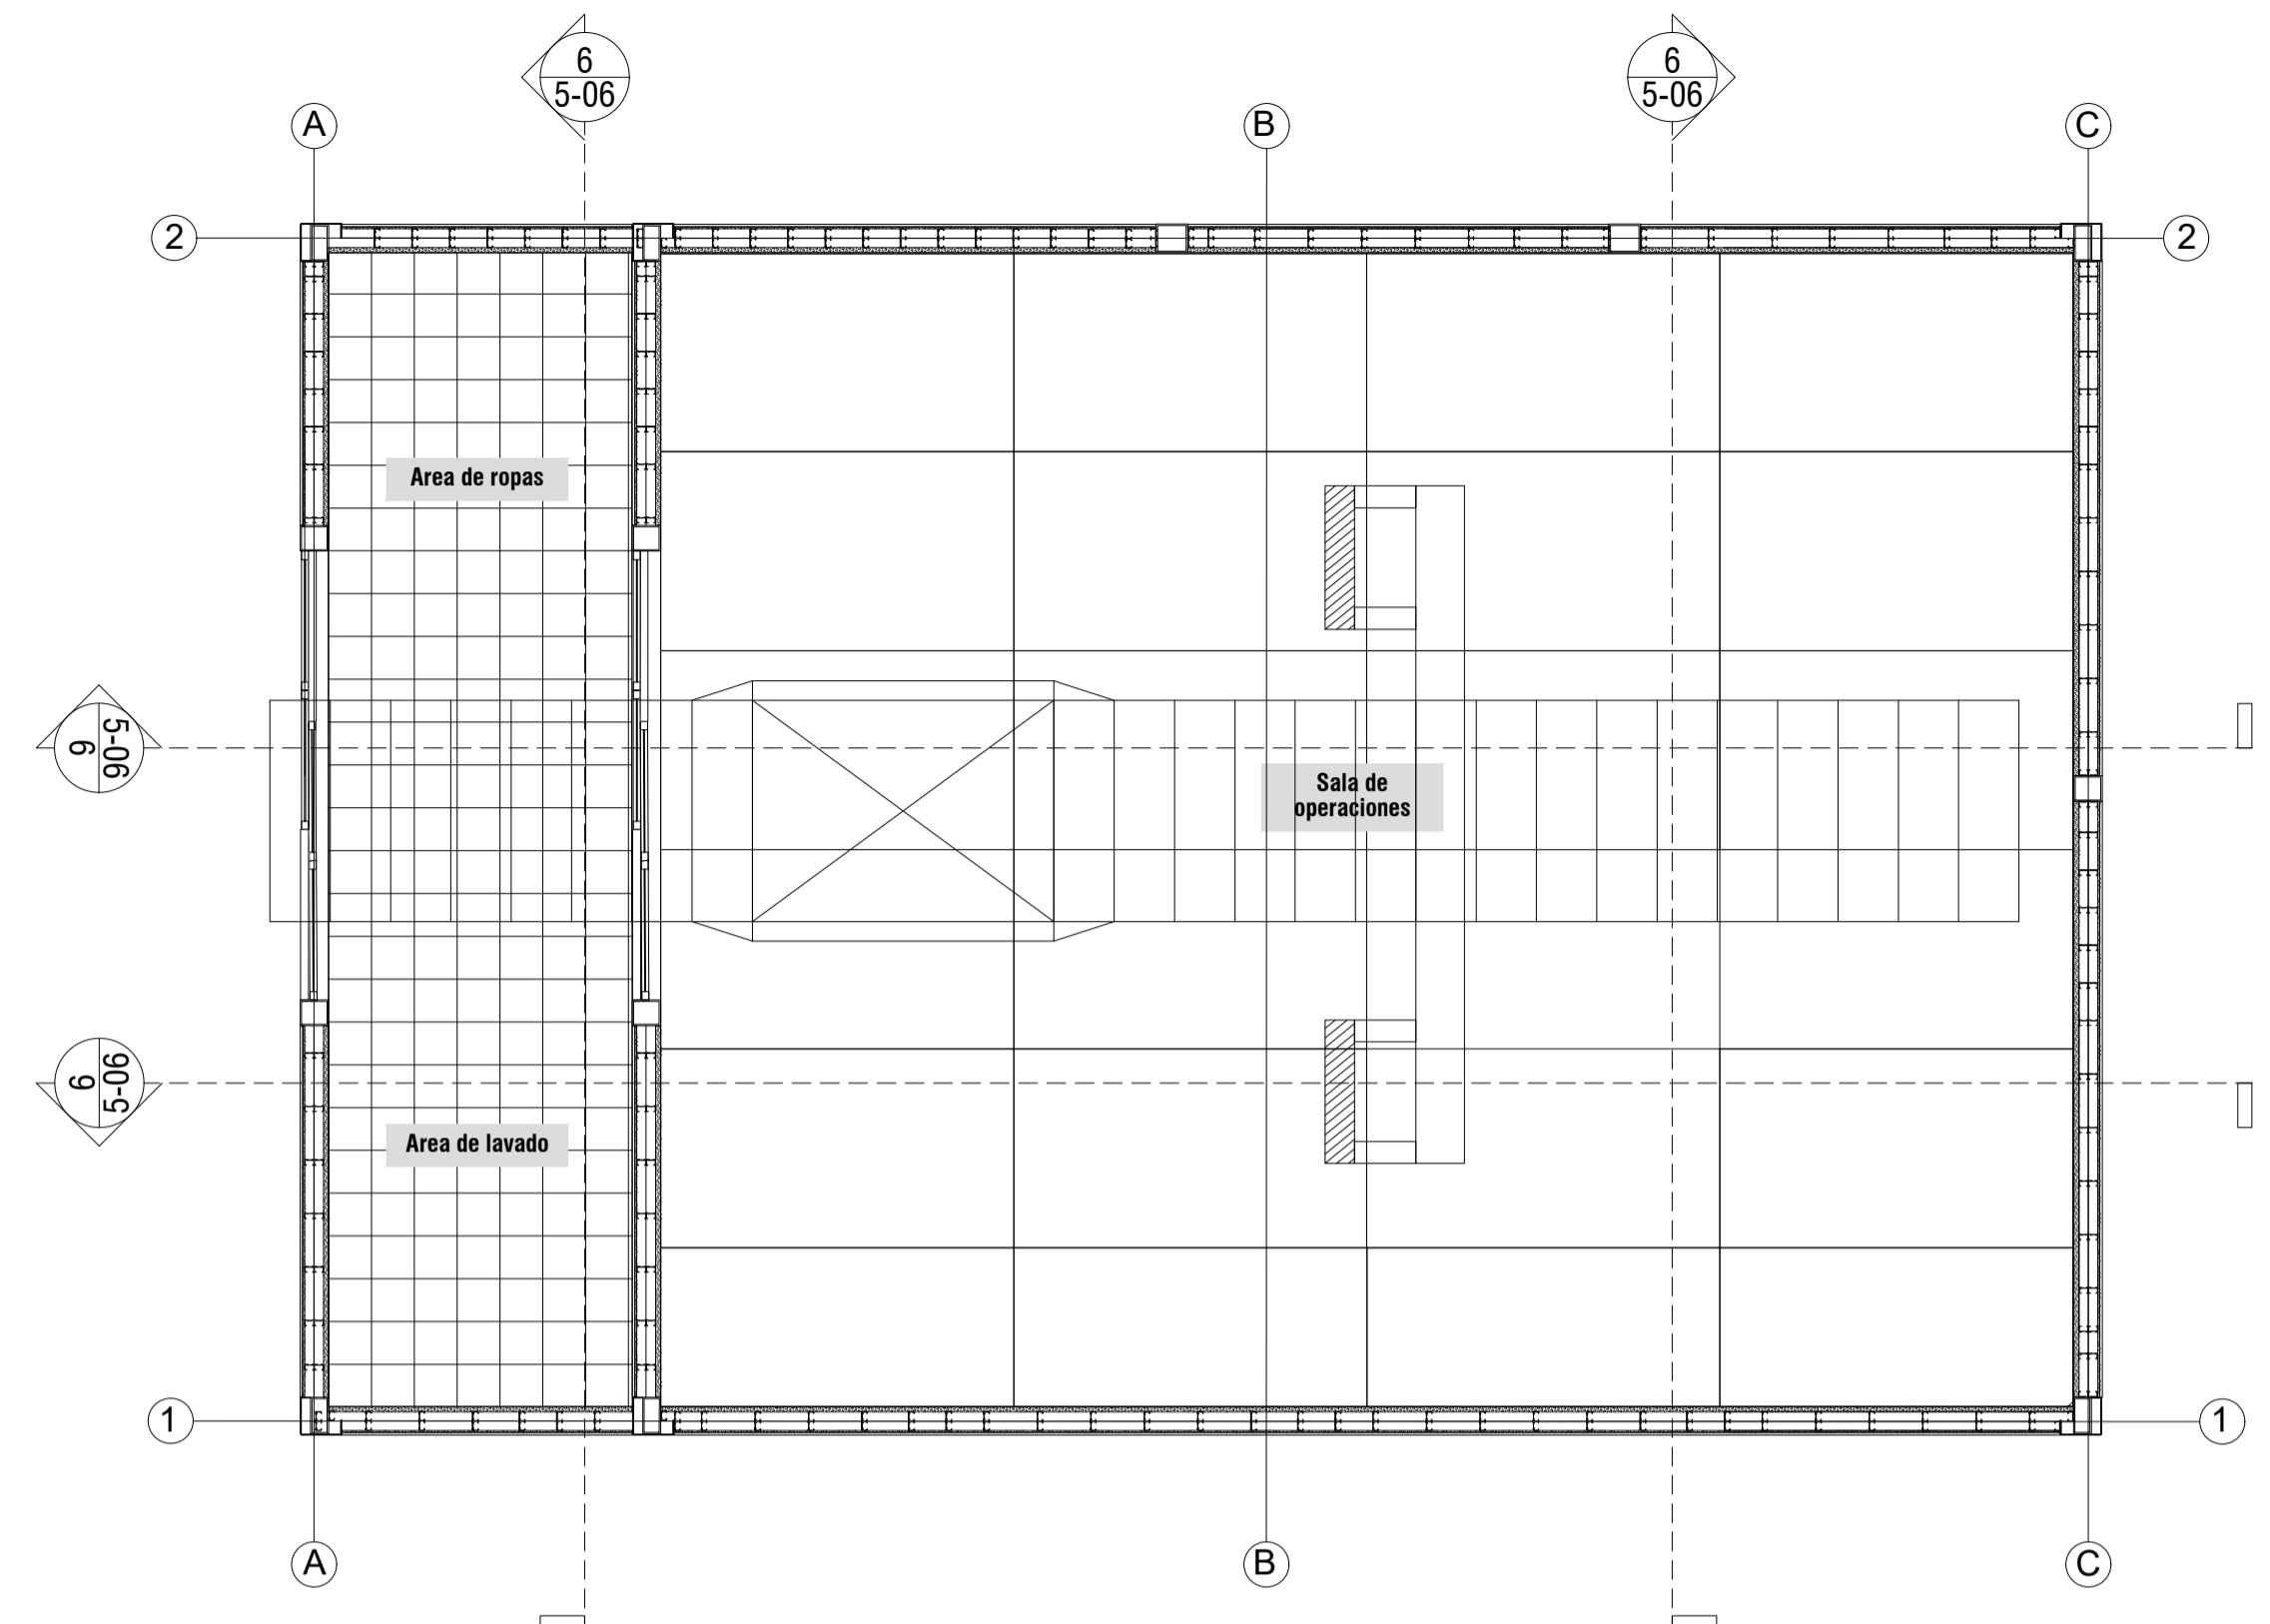 6
5-06
6
5-06
A
B
C
2
2
Area de ropas
6
5-06
Sala de
operaciones
6
5-06
Area de lavado
1
1
A
B
C